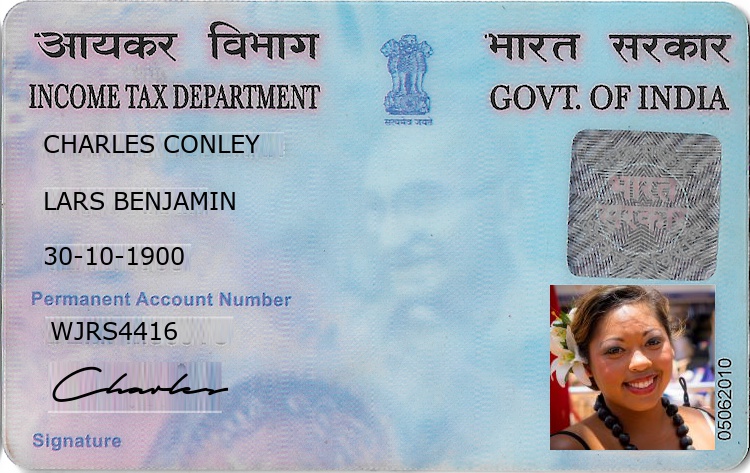 आयकर विभाग
भारत सरकार
INCOME TAX DEPARTMENT
GOVT. OF INDIA
सत्यमेव जयते
CHARLES CONLEY
LARS BENJAMIN
30-10-1900
भारत
सरकार
Permanent Account Number
WJRS4416
Charles
Signature
05062010